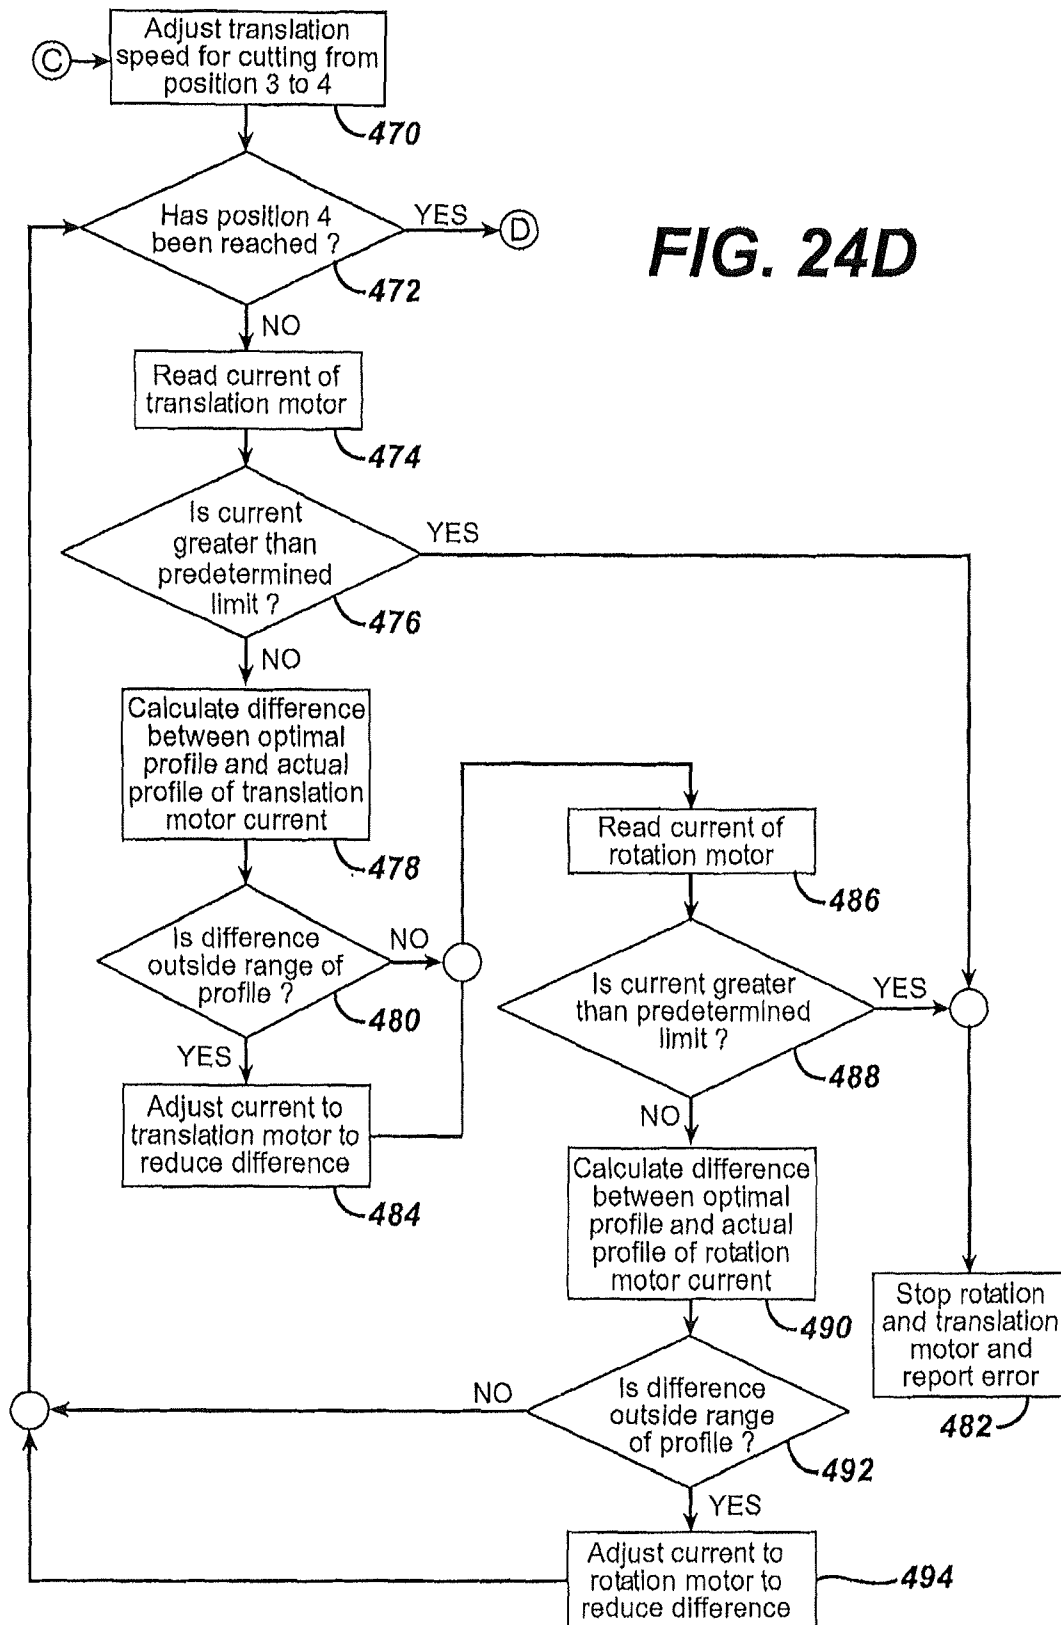 C
Adjust translation
speed for cutting from
position 3 to 4
470
Has position 4
been reached ?
YES
D
472
FIG. 24D
NO
Read current of
translation motor
474
Is current
greater than
predetermined
limit ?
YES
476
NO
Calculate difference
between optimal
profile and actual
profile of translation
motor current
478
Is difference
outside range of
profile ?
NO
480
YES
Adjust current to
translation motor to
reduce difference
484
Read current of
rotation motor
486
Is current greater
than predetermined
limit ?
YES
488
NO
Calculate difference
between optimal
profile and actual
profile of rotation
motor current
490
Stop rotation
and translation
motor and
report error
482
Is difference
outside range
of profile ?
NO
492
YES
Adjust current to
rotation motor to
reduce difference
494